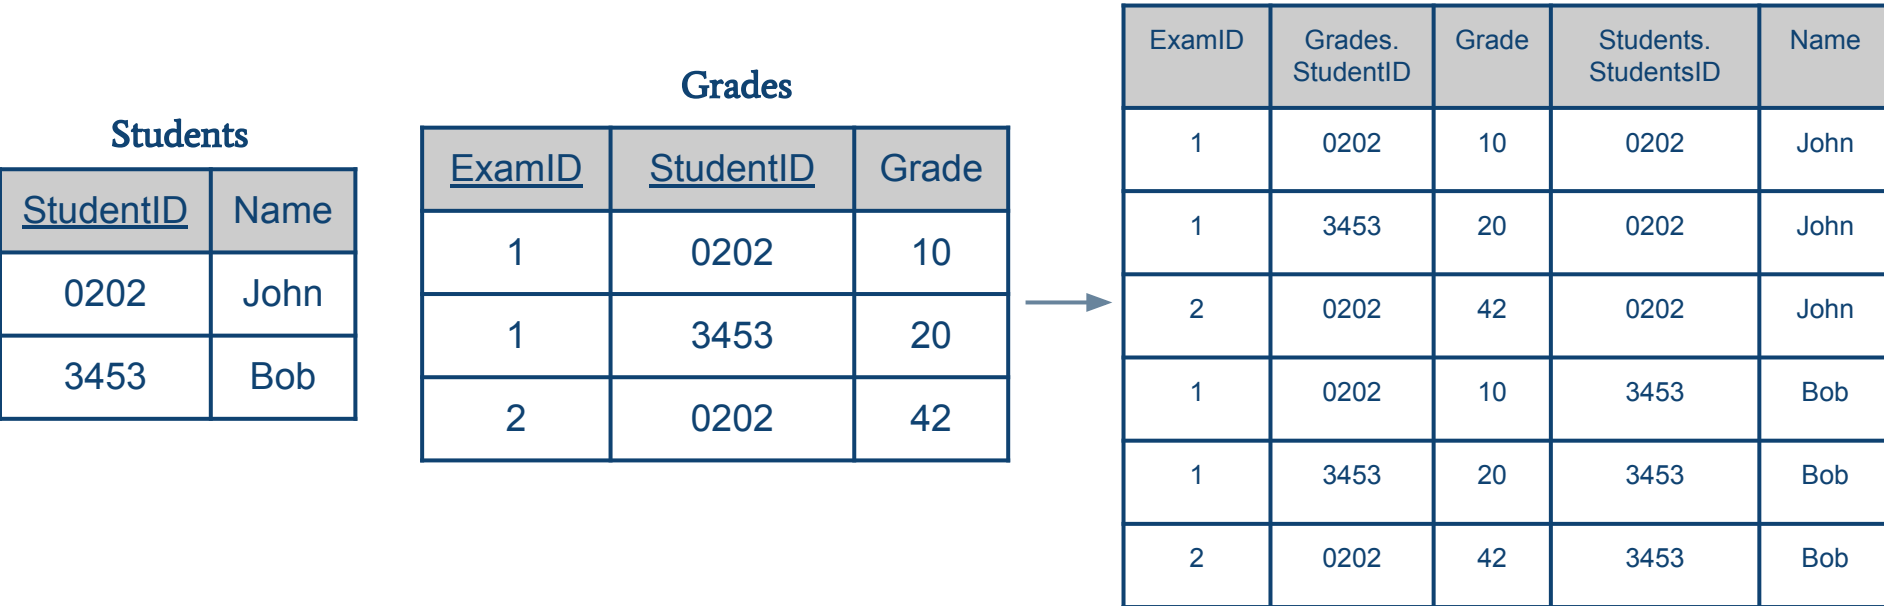 Students
StudentID Name
0202 John
3453 Bob
Grades
ExamID StudentID Grade
1 0202 10
1 3453 20
2 0202 42
ExamID Grades. Grade Students. Name
StudentID StudentsID
1 0202 10 0202 John
1 3453 20 0202 John
2 0202 42 0202 John
1 0202 10 3453 Bob
1 3453 20 3453 Bob
2 0202 42 3453 Bob